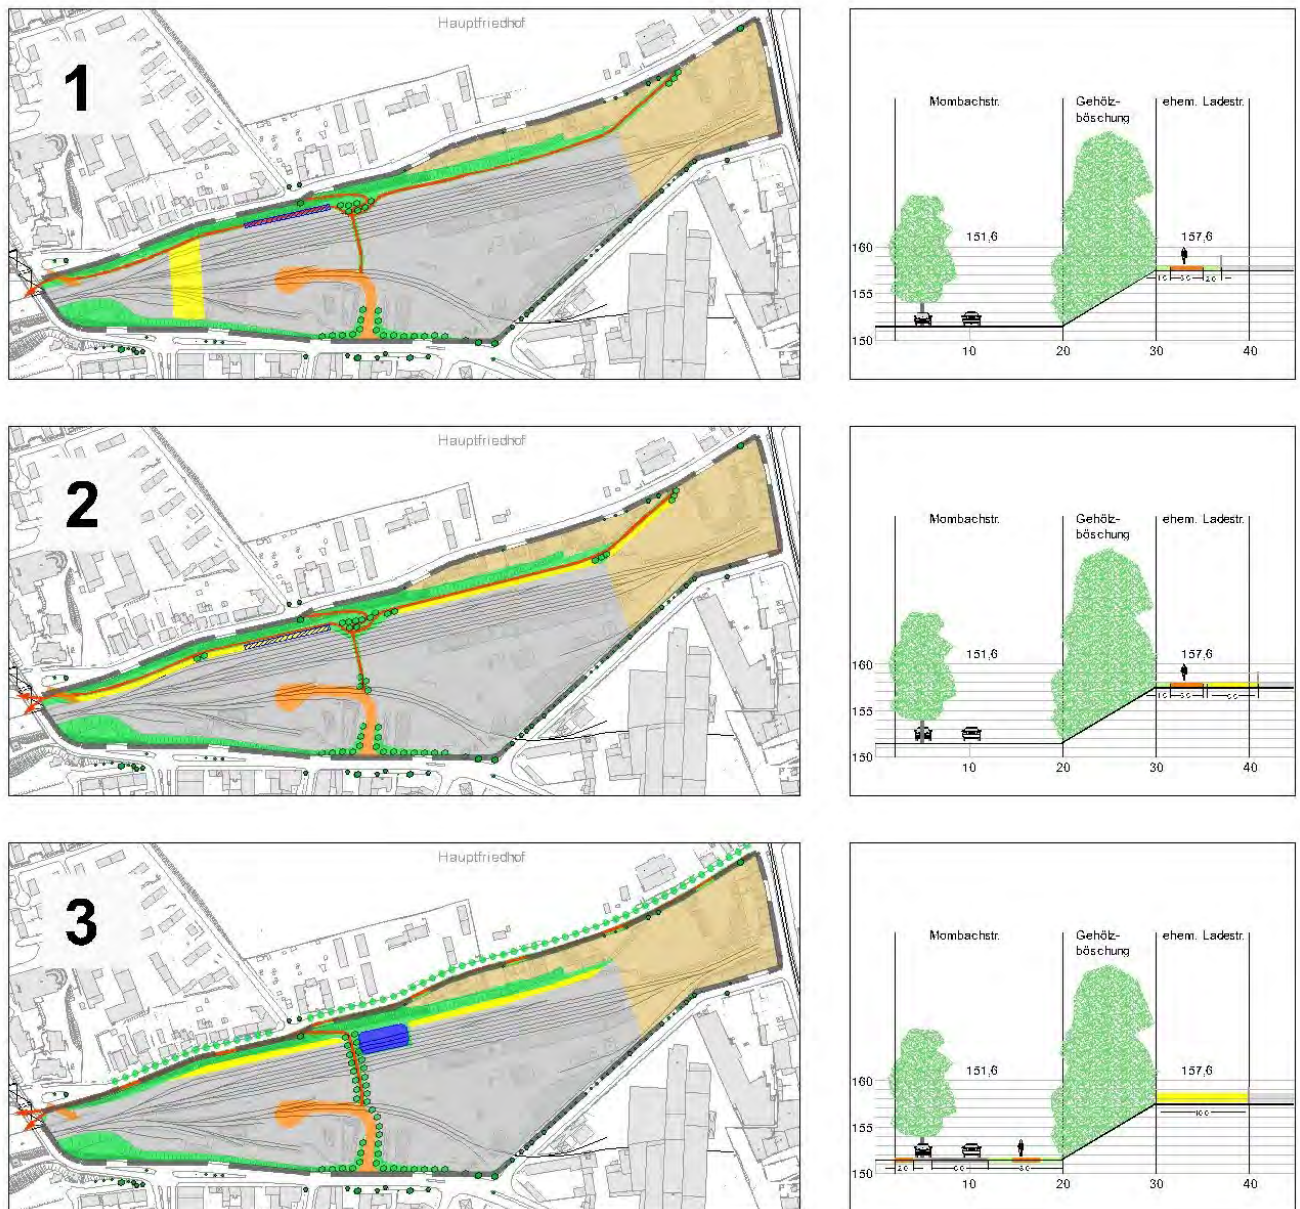 1
Hauptfriedhof
Mombachstr.
Gehölz-
böschung
ehem. Ladestr.
151,6
157,6
160
155
150
10
20
30
40
2
Hauptfriedhof
Mombachstr.
Gehölz-
böschung
ehem. Ladestr.
151,6
157,6
160
155
150
10
20
30
40
3
Hauptfriedhof
Mombachstr.
Gehölz-
böschung
ehem. Ladestr.
151,6
157,6
160
155
150
10
20
30
40